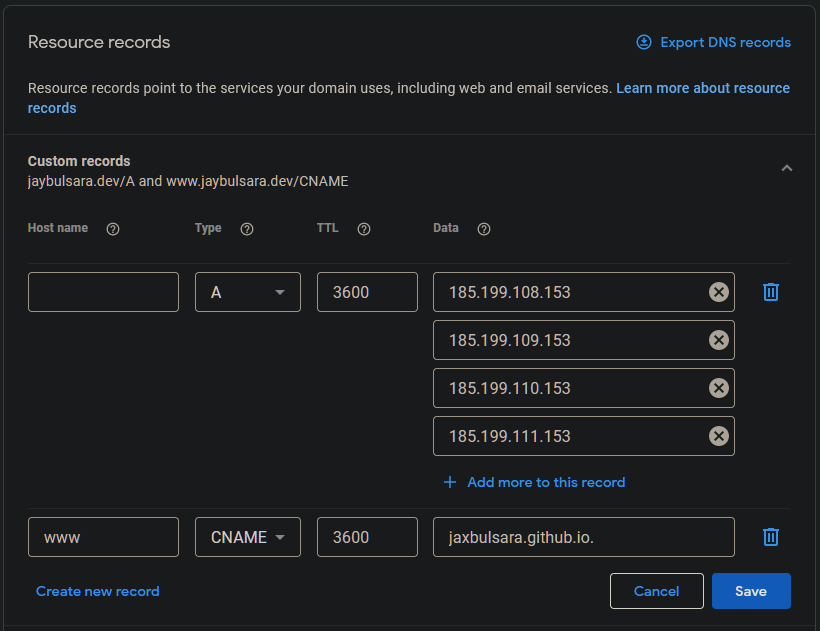 Resource records
Export DNS records
Resource records point to the services your domain uses, including web and email services. Learn more about resource
records
Custom records
jaybulsara.dev/A and www.jaybulsara.dev/CNAME
Host name
Type
TTL
Data
A
3600
185.199.108.153
185.199.109.153
185.199.110.153
185.199.111.153
Add more to this record
www
CNAME
3600
jaxbulsara.github.io.
Create new record
Cancel
Save